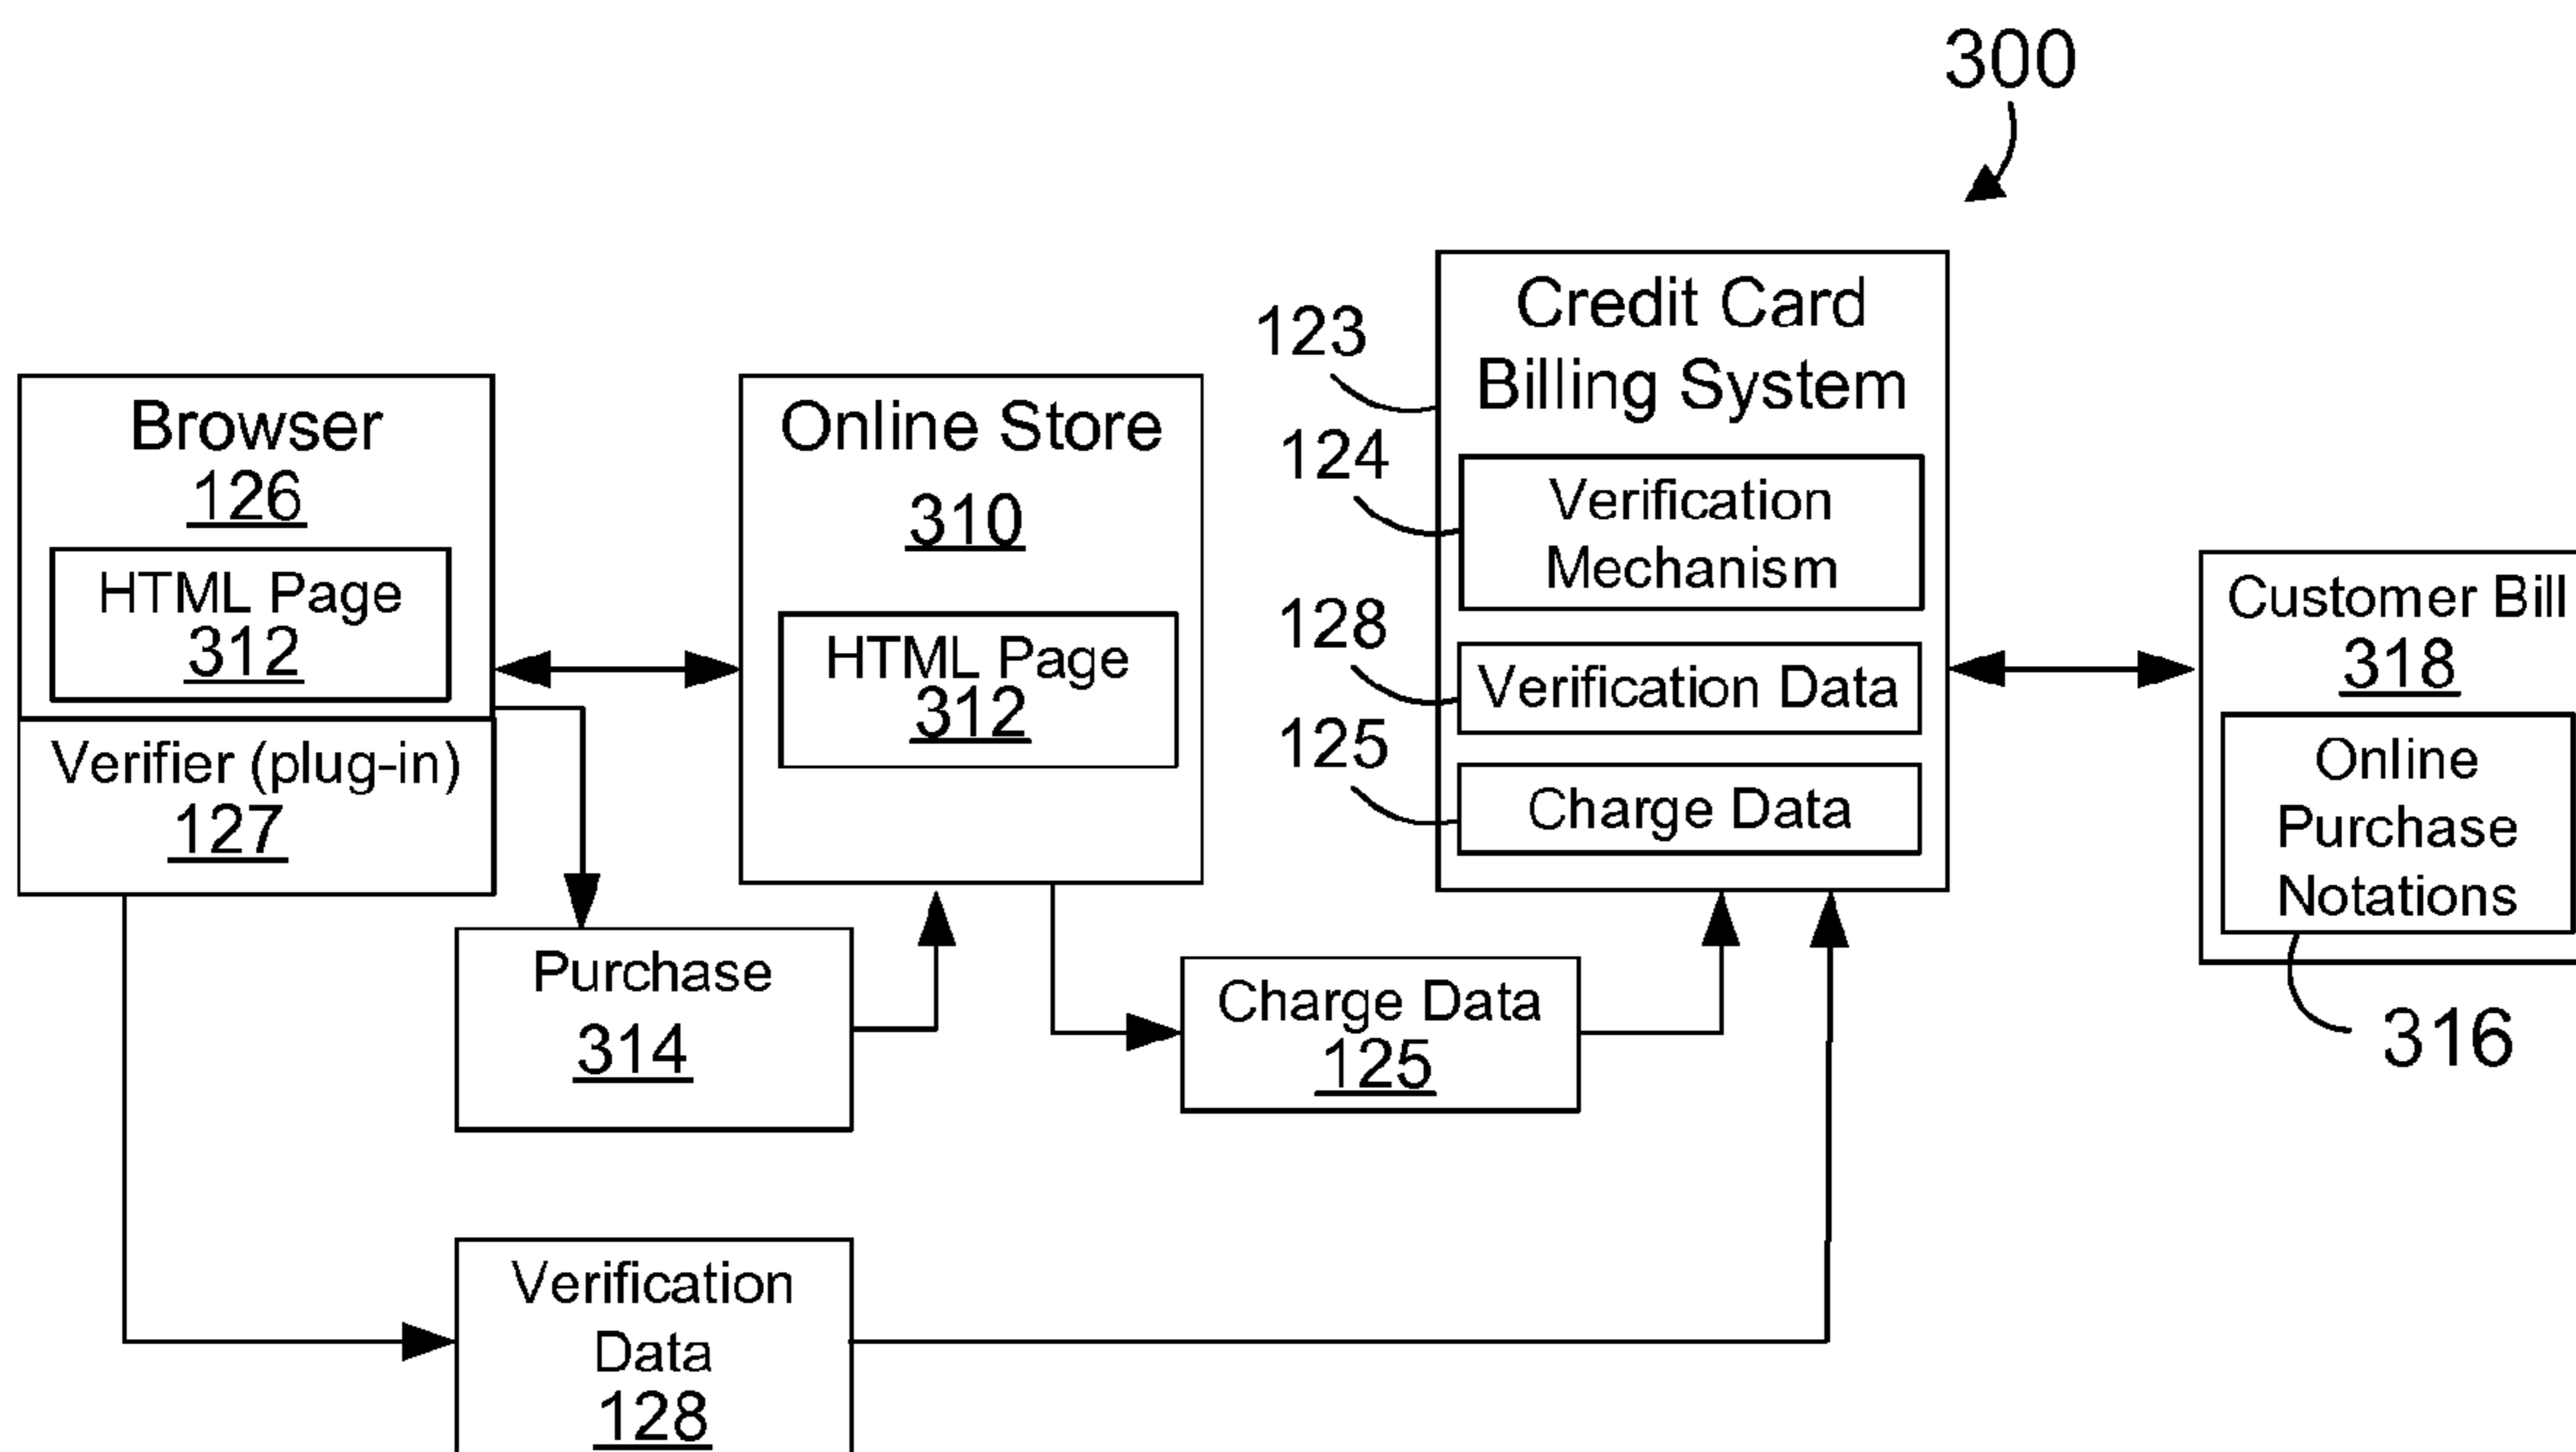 300
Browser
126
HTML Page
312
Verifier (plug-in)
127
Online Store
310
HTML Page
312
123
Credit Card
Billing System
124
Verification
Mechanism
128
Verification Data
125
Charge Data
Customer Bill
318
Online
Purchase
Notations
316
Purchase
314
Charge Data
125
Verification
Data
128